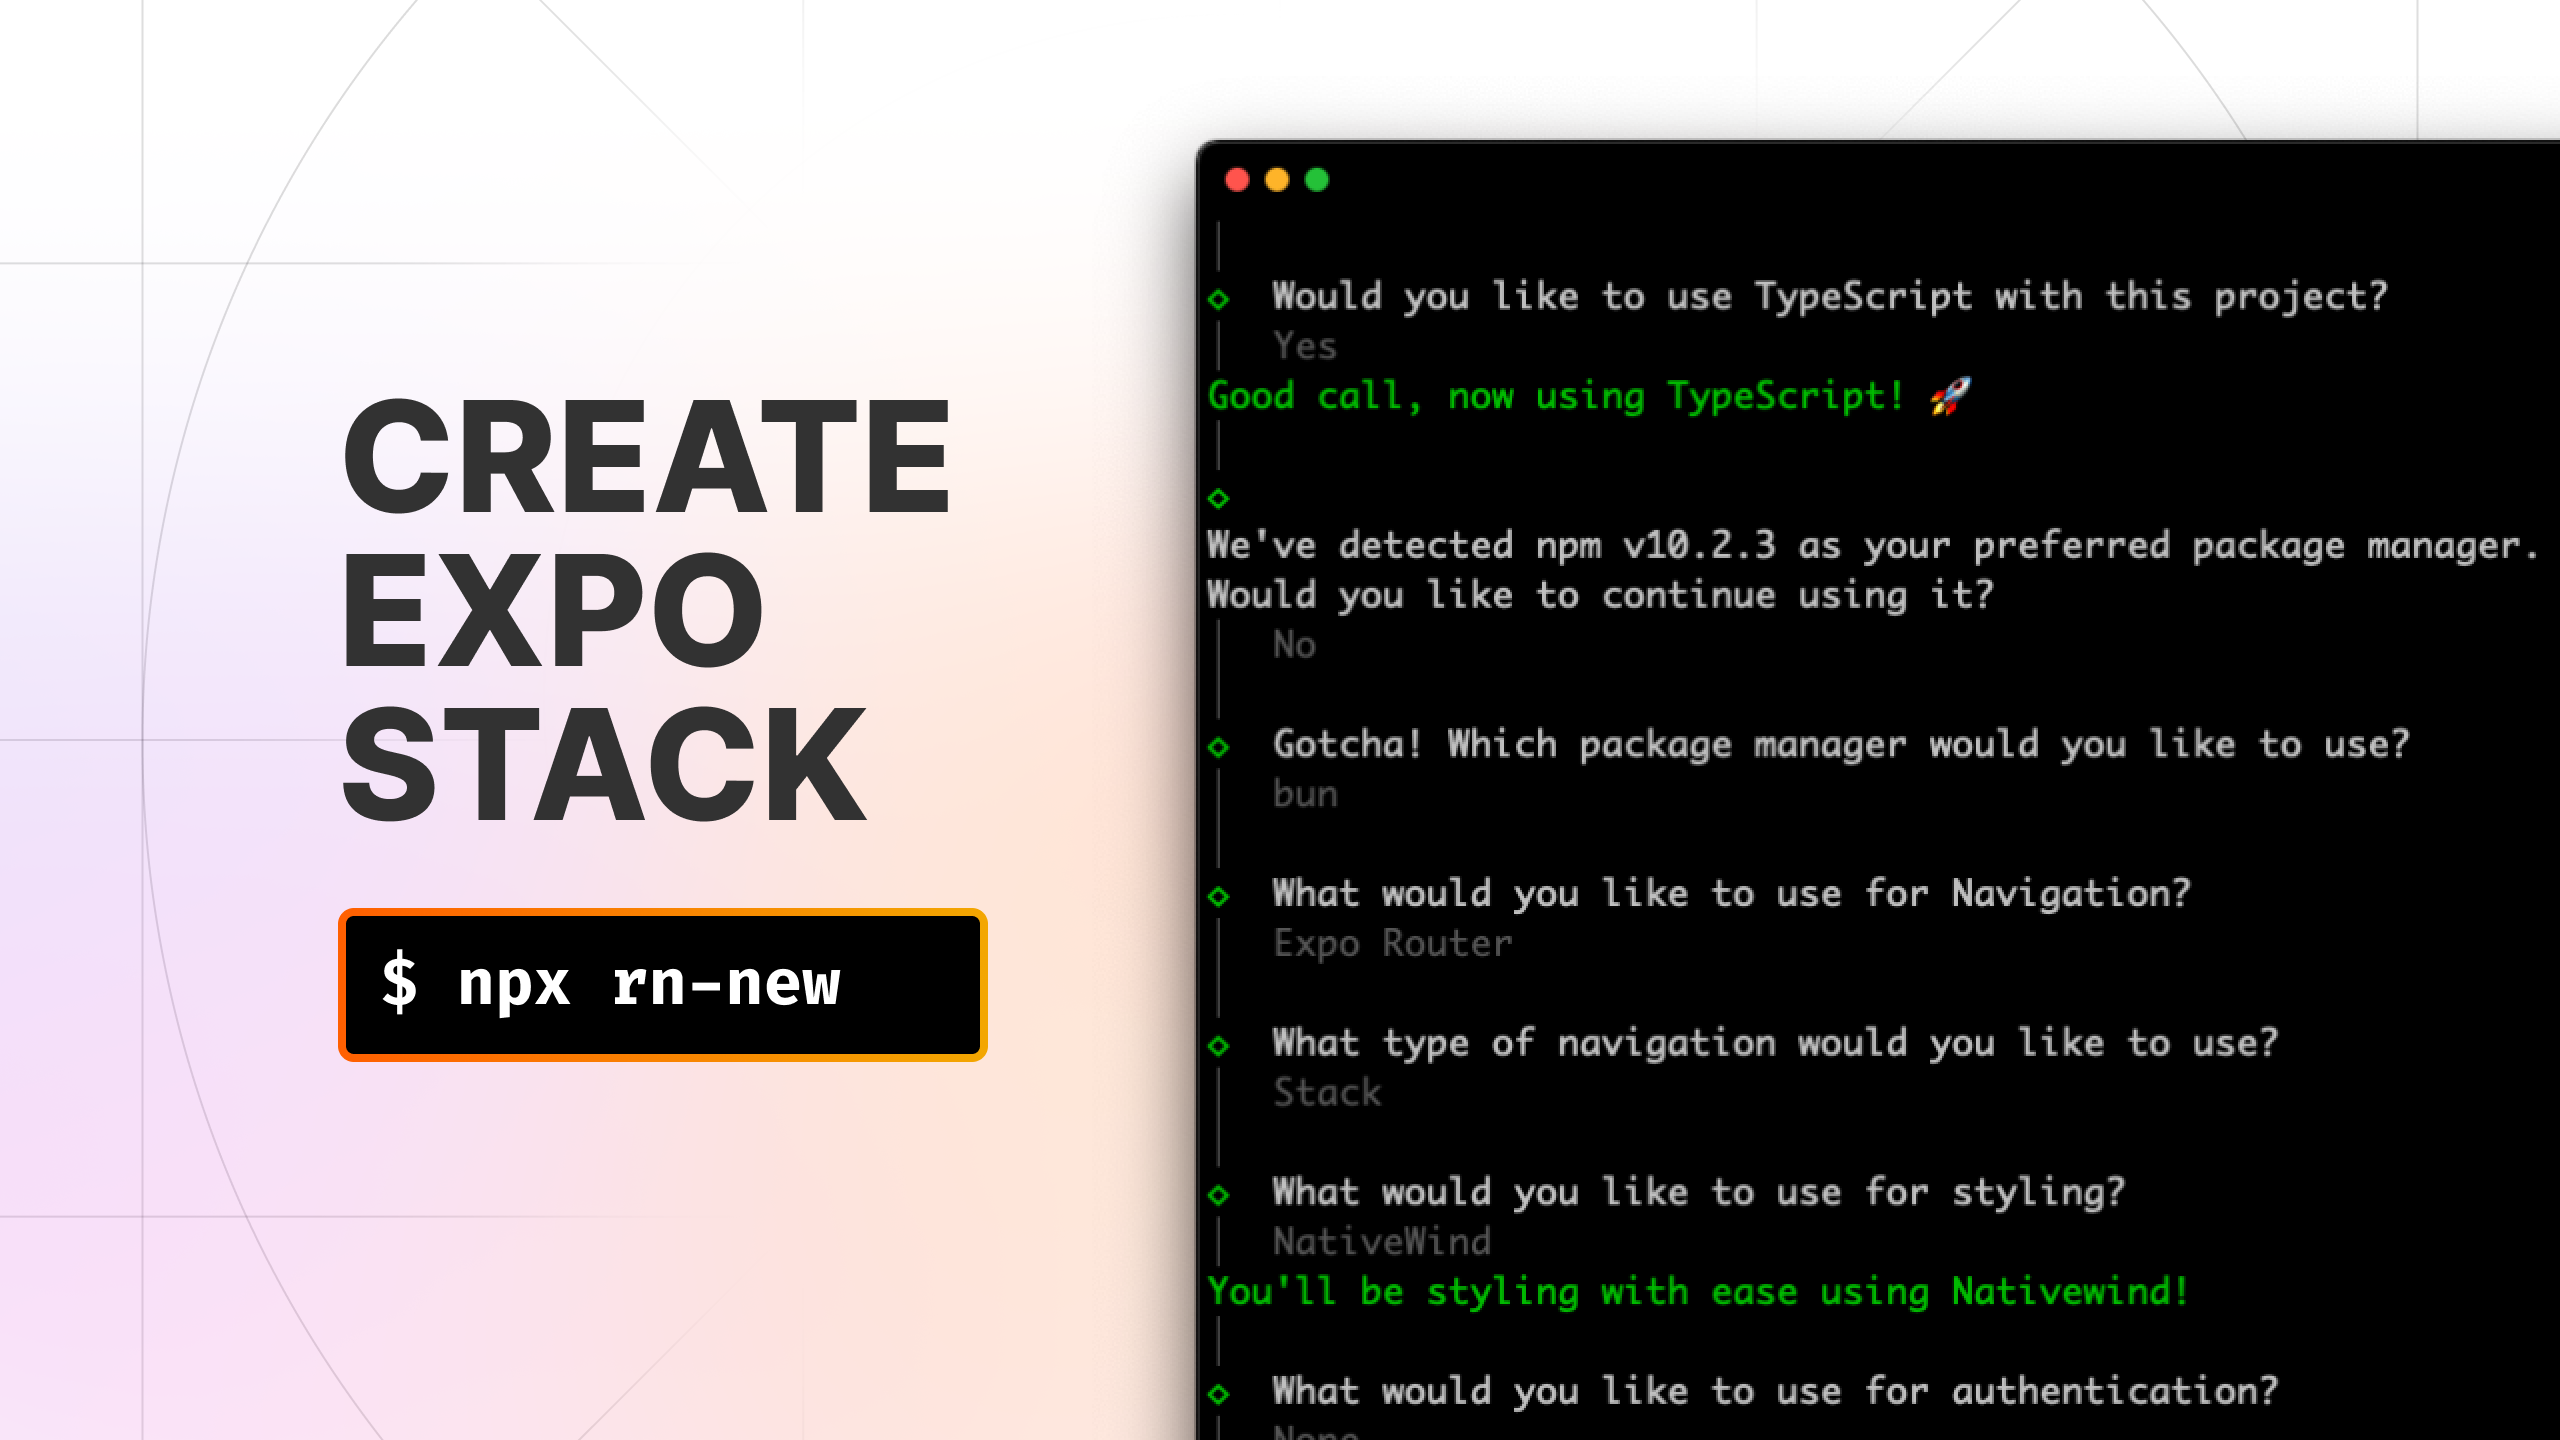 CREATE
EXPO
STACK
$ npx rn-new
Would you like to use TypeScript with this project?
Yes
Good call, now using TypeScript! 🚀
We've detected npm v10.2.3 as your preferred package manager.
Would you like to continue using it?
No
Gotcha! Which package manager would you like to use?
bun
What would you like to use for Navigation?
Expo Router
What type of navigation would you like to use?
Stack
What would you like to use for styling?
NativeWind
You'll be styling with ease using Nativewind!
What would you like to use for authentication?
None